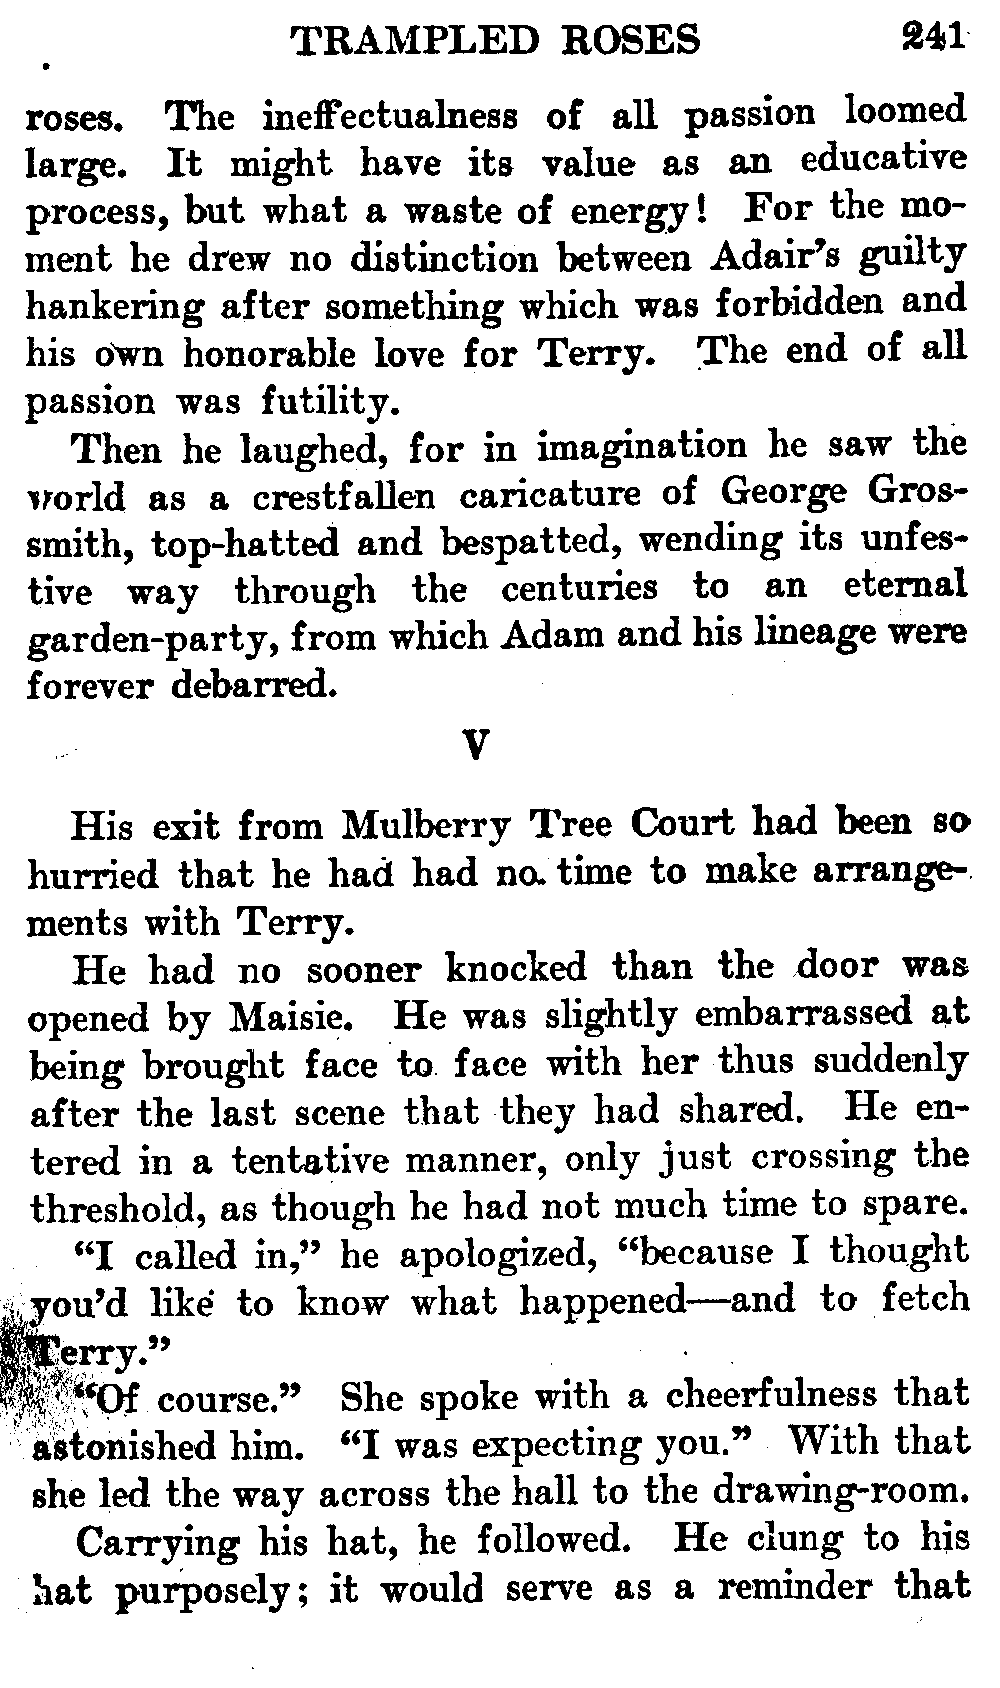 TRAMPLED ROSES 241
roses. The ineffectualness of all passion loomed
large. It might have its value as an educative
process, but what a waste of energy! For the mo-
ment he drew no distinction between Adair's guilty
hankering after something which was forbidden and
his own honorable love for Terry. The end of all
passion was futility.
Then he laughed, for in imagination he saw the
world as a crestfallen caricature of George Gros-
smith, top-hatted and bespatted, wending its unfes-
tive way through the centuries to an eternal
garden-party, from which Adam and his lineage were
forever debarred.
V
His exit from Mulberry Tree Court had been so
hurried that he had had no time to make arrange-
ments with Terry.
He had no sooner knocked than the door was
opened by Maisie. He was slightly embarrassed at
being brought face to face with her thus suddenly
after the last scene that they had shared. He en-
tered in a tentative manner, only just crossing the
threshold, as though he had not much time to spare.
"I called in," he apologized, "because I thought
you'd like to know what happened—and to fetch
Terry."
"Of course." She spoke with a cheerfulness that
astonished him. "I was expecting you." With that
she led the way across the hall to the drawing-room.
Carrying his hat, he followed. He clung to his
hat purposely; it would serve as a reminder that